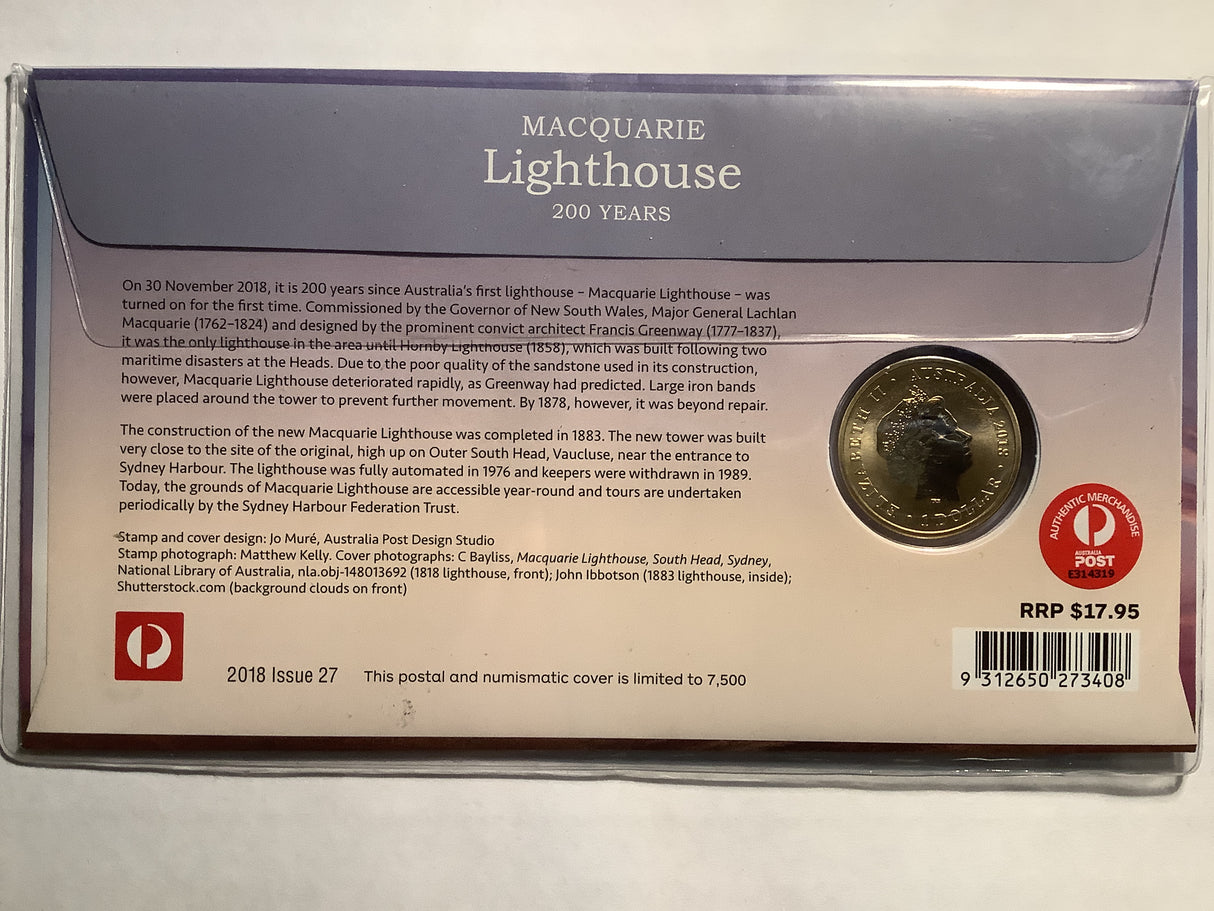 MACQUARIE
Lighthouse
200 YEARS
On 30 November 2018, it is 200 years since Australia's first lighthouse – Macquarie Lighthouse – was
turned on for the first time. Commissioned by the Governor of New South Wales, Major General Lachlan
Macquarie (1762–1824) and designed by the prominent convict architect Francis Greenway (1777–1837),
it was the only lighthouse in the area until Hornby Lighthouse (1858), which was built following two
maritime disasters at the Heads. Due to the poor quality of the sandstone used in its construction,
however, Macquarie Lighthouse deteriorated rapidly, as Greenway had predicted. Large iron bands
were placed around the tower to prevent further movement. By 1878, however, it was beyond repair.
The construction of the new Macquarie Lighthouse was completed in 1883. The new tower was built
very close to the site of the original, high up on Outer South Head, Vaucluse, near the entrance to
Sydney Harbour. The lighthouse was fully automated in 1976 and keepers were withdrawn in 1989.
Today, the grounds of Macquarie Lighthouse are accessible year-round and tours are undertaken
periodically by the Sydney Harbour Federation Trust.
Stamp and cover design: Jo Muré, Australia Post Design Studio
Stamp photograph: Matthew Kelly. Cover photographs: C Bayliss, Macquarie Lighthouse, South Head, Sydney,
National Library of Australia, nla.obj-148013692 (1818 lighthouse, front); John Ibbotson (1883 lighthouse, inside);
Shutterstock.com (background clouds on front)
ELIZABETH II · AUSTRALIA 2018 ·
1 DOLLAR ·
AUTHENTIC MERCHANDISE
AUSTRALIA
POST
E314319
RRP $17.95
9 312650 273408
2018 Issue 27
This postal and numismatic cover is limited to 7,500